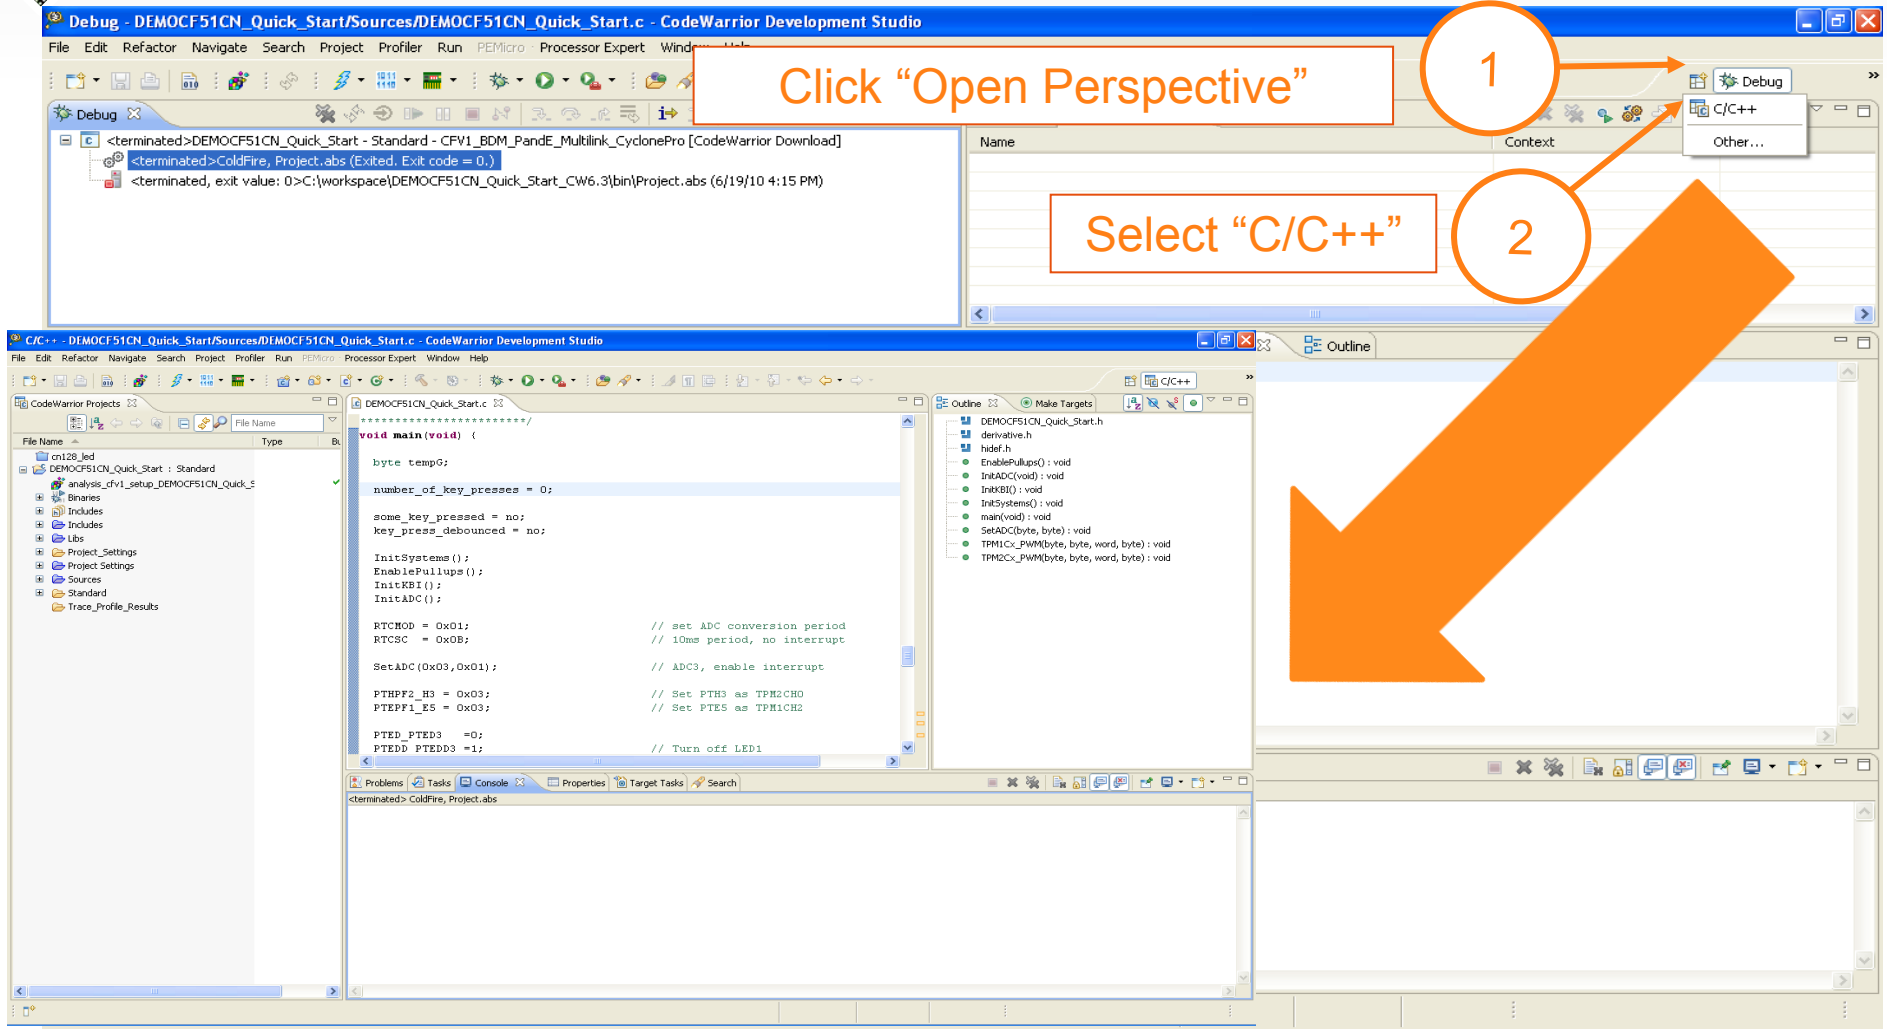 Debug - DEMOCF51CN_Quick_Start/Sources/DEMOCF51CN_Quick_Start.c - CodeWarrior Development Studio
File Edit Refactor Navigate Search Project Profiler Run PEMicro Processor Expert Window Help
Click “Open Perspective”
1
Debug
»
Debug
C/C++
Other...
<terminated>DEMOCF51CN_Quick_Start - Standard - CFV1_BDM_PandE_Multilink_CyclonePro [CodeWarrior Download]
<terminated>ColdFire, Project.abs (Exited. Exit code = 0.)
<terminated, exit value: 0>C:\workspace\DEMOCF51CN_Quick_Start_CW6.3\bin\Project.abs (6/19/10 4:15 PM)
Name Context
Select “C/C++”
2
Outline
C/C++ - DEMOCF51CN_Quick_Start/Sources/DEMOCF51CN_Quick_Start.c - CodeWarrior Development Studio
File Edit Refactor Navigate Search Project Profiler Run PEMicro Processor Expert Window Help
C/C++
»
CodeWarrior Projects
File Name
File Name Type Bu
cn128_led
DEMOCF51CN_Quick_Start : Standard
analysis_cfv1_setup_DEMOCF51CN_Quick_S
Binaries
Includes
Includes
Libs
Project_Settings
Project Settings
Sources
Standard
Trace_Profile_Results
DEMOCF51CN_Quick_Start.c
************************/
void main(void) {
byte tempG;
number_of_key_presses = 0;
some_key_pressed = no;
key_press_debounced = no;
InitSystems();
EnablePullups();
InitKBI();
InitADC();
RTCMOD = 0x01; // set ADC conversion period
RTCSC = 0x0B; // 10ms period, no interrupt
SetADC(0x03,0x01); // ADC3, enable interrupt
PTHPF2_H3 = 0x03; // Set PTH3 as TPM2CH0
PTEPF1_E5 = 0x03; // Set PTE5 as TPM1CH2
PTED_PTED3 =0;
PTEDD_PTEDD3 =1; // Turn off LED1
Outline Make Targets
DEMOCF51CN_Quick_Start.h
derivative.h
hidef.h
EnablePullups() : void
InitADC(void) : void
InitKBI() : void
InitSystems() : void
main(void) : void
SetADC(byte, byte) : void
TPM1Cx_PWM(byte, byte, word, byte) : void
TPM2Cx_PWM(byte, byte, word, byte) : void
Problems Tasks Console Properties Target Tasks Search
<terminated> ColdFire, Project.abs